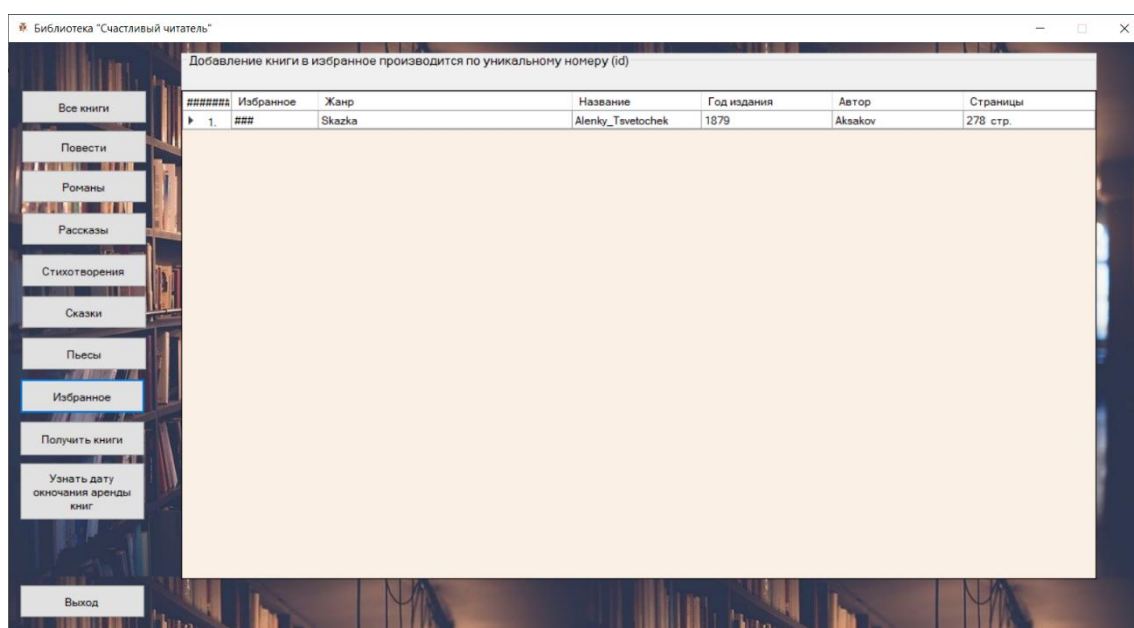 Библиотека "Счастливый читатель"
Добавление книги в избранное производится по уникальному номеру (id)
Все книги
Повести
Романы
Рассказы
Стихотворения
Сказки
Пьесы
Избранное
Получить книги
Узнать дату
окночания аренды
книг
Выход
####### Избранное Жанр Название Год издания Автор Страницы
1. ### Skazka Alenky_Tsvetochek 1879 Aksakov 278 стр.